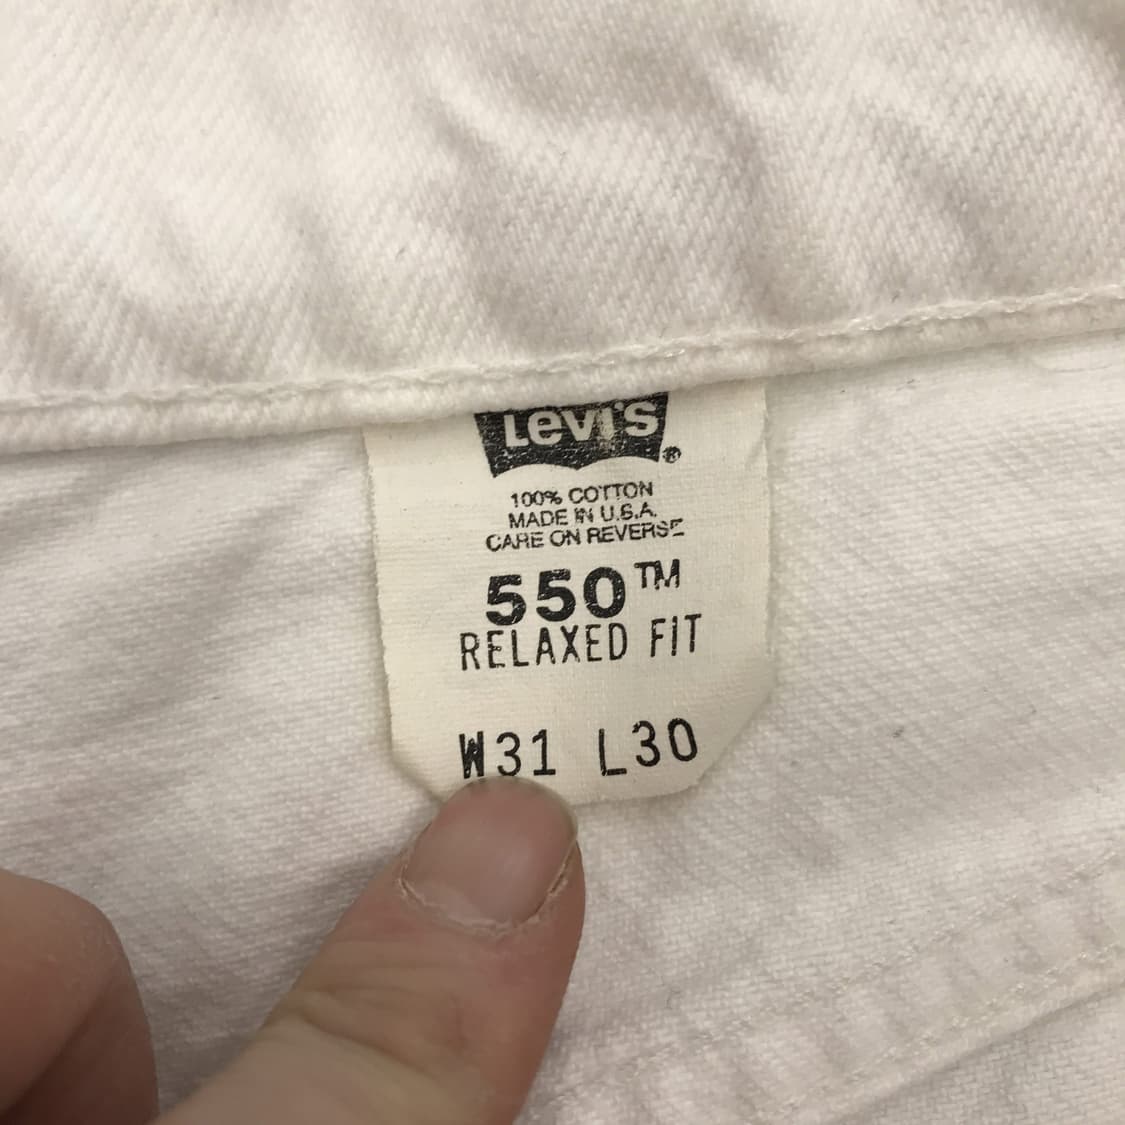 Levi's®
100% COTTON
MADE IN U.S.A.
CARE ON REVERSE
550™
RELAXED FIT
W31 L30